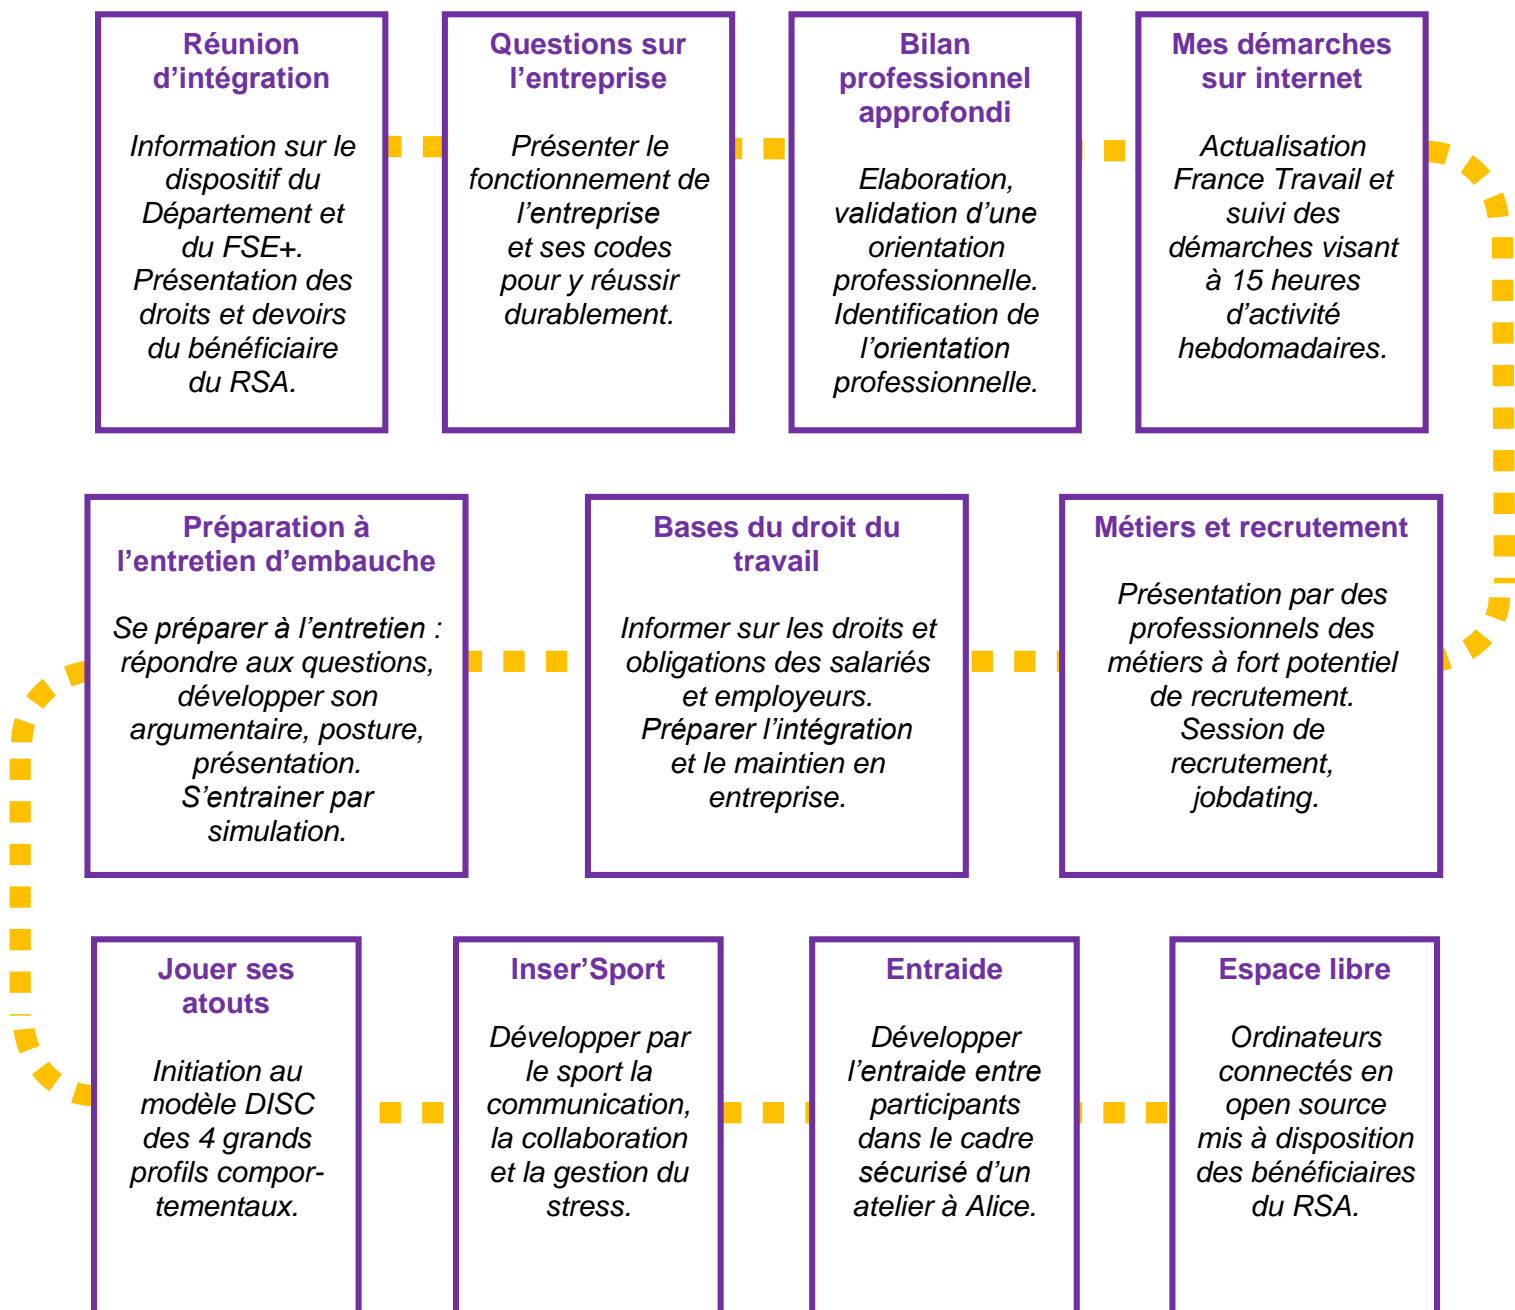 Réunion
d’intégration
Information sur le
dispositif du
Département et
du FSE+.
Présentation des
droits et devoirs
du bénéficiaire
du RSA.
Questions sur
l’entreprise
Présenter le
fonctionnement de
l’entreprise
et ses codes
pour y réussir
durablement.
Bilan
professionnel
approfondi
Elaboration,
validation d’une
orientation
professionnelle.
Identification de
l’orientation
professionnelle.
Mes démarches
sur internet
Actualisation
France Travail et
suivi des
démarches visant
à 15 heures
d’activité
hebdomadaires.
Préparation à
l’entretien d’embauche
Se préparer à l’entretien :
répondre aux questions,
développer son
argumentaire, posture,
présentation.
S’entrainer par
simulation.
Bases du droit du
travail
Informer sur les droits et
obligations des salariés
et employeurs.
Préparer l’intégration
et le maintien en
entreprise.
Métiers et recrutement
Présentation par des
professionnels des
métiers à fort potentiel
de recrutement.
Session de
recrutement,
jobdating.
Jouer ses
atouts
Initiation au
modèle DISC
des 4 grands
profils compor-
tementaux.
Inser’Sport
Développer par
le sport la
communication,
la collaboration
et la gestion du
stress.
Entraide
Développer
l’entraide entre
participants
dans le cadre
sécurisé d’un
atelier à Alice.
Espace libre
Ordinateurs
connectés en
open source
mis à disposition
des bénéficiaires
du RSA.